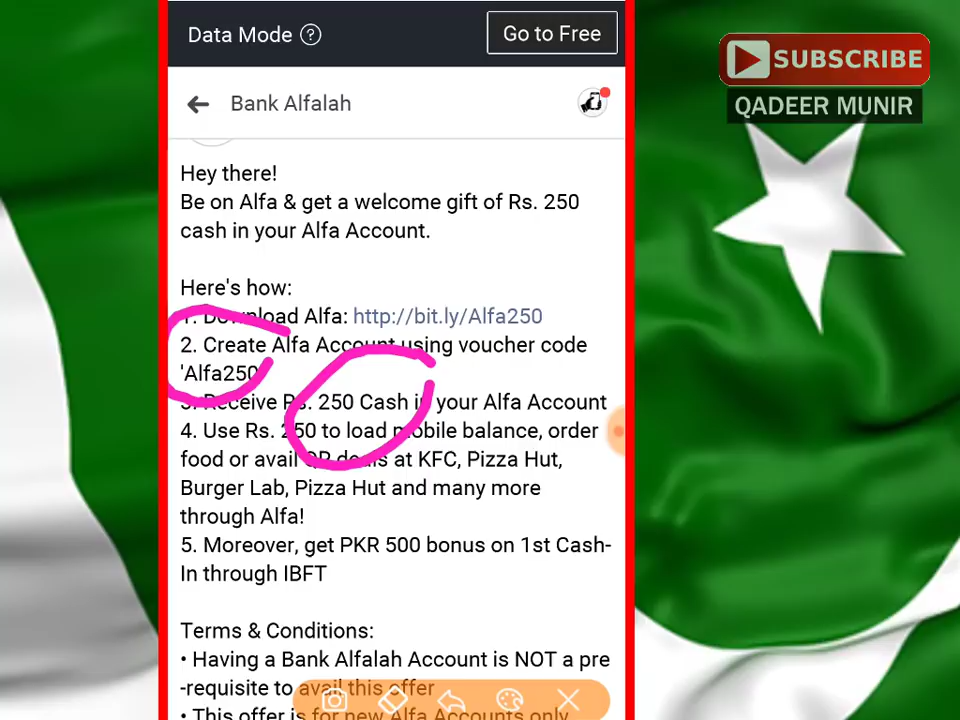 Data Mode ?
Go to Free
SUBSCRIBE
QADEER MUNIR
Bank Alfalah
Hey there!
Be on Alfa & get a welcome gift of Rs. 250
cash in your Alfa Account.
Here's how:
1. Download Alfa: http://bit.ly/Alfa250
2. Create Alfa Account using voucher code
'Alfa250'
3. Receive Rs. 250 Cash in your Alfa Account
4. Use Rs. 250 to load mobile balance, order
food or avail QR deals at KFC, Pizza Hut,
Burger Lab, Pizza Hut and many more
through Alfa!
5. Moreover, get PKR 500 bonus on 1st Cash-
In through IBFT
Terms & Conditions:
• Having a Bank Alfalah Account is NOT a pre
-requisite to avail this offer
• This offer is for new Alfa Accounts only